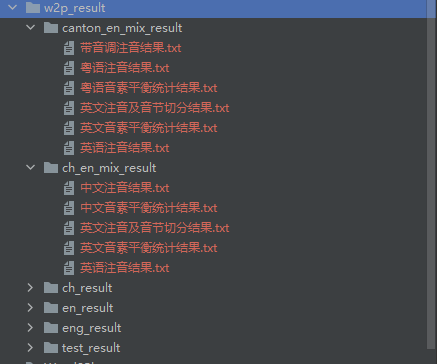 w2p_result
canton_en_mix_result
带音调注音结果.txt
粤语注音结果.txt
粤语音素平衡统计结果.txt
英文注音及音节切分结果.txt
英文音素平衡统计结果.txt
英语注音结果.txt
ch_en_mix_result
中文注音结果.txt
中文音素平衡统计结果.txt
英文注音及音节切分结果.txt
英文音素平衡统计结果.txt
英语注音结果.txt
ch_result
en_result
eng_result
test_result